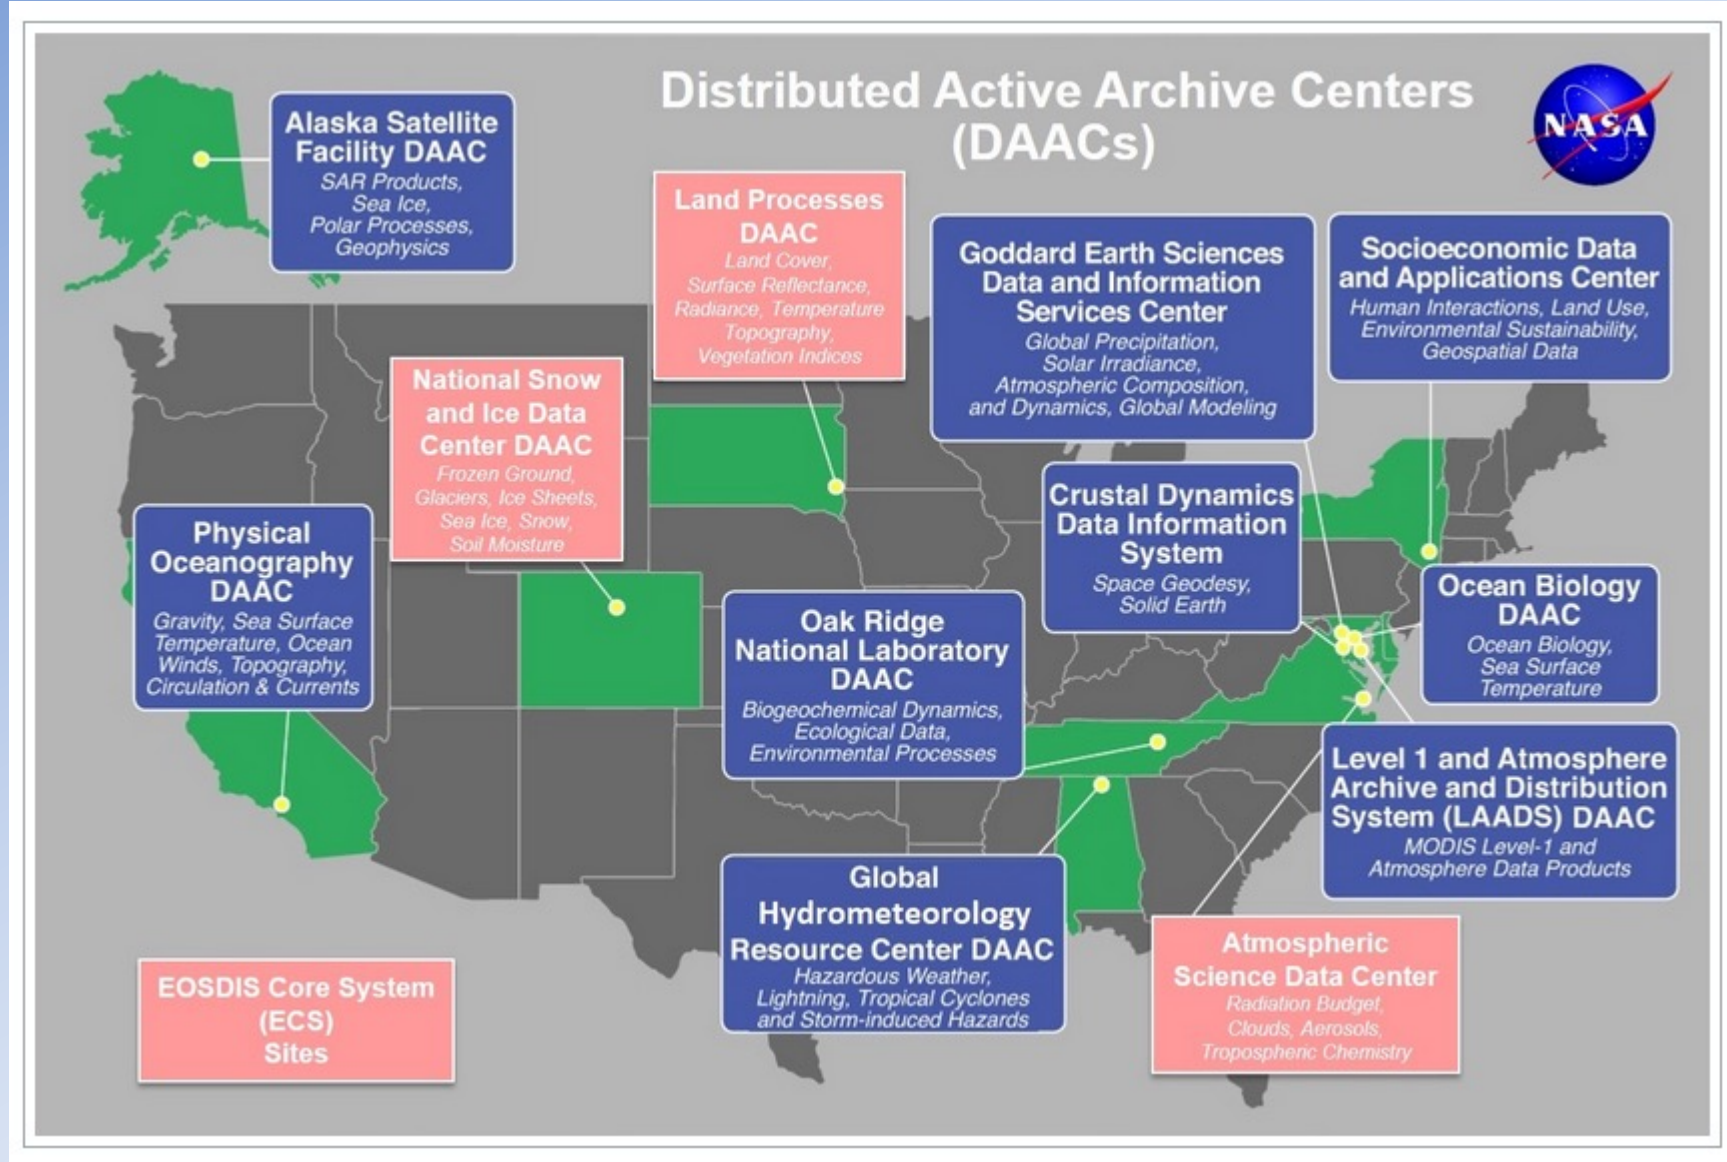 Distributed Active Archive Centers
(DAACs)
NASA
Alaska Satellite
Facility DAAC
SAR Products,
Sea Ice,
Polar Processes,
Geophysics
Land Processes
DAAC
Land Cover,
Surface Reflectance,
Radiance, Temperature
Topography,
Vegetation Indices
Goddard Earth Sciences
Data and Information
Services Center
Global Precipitation,
Solar Irradiance,
Atmospheric Composition,
and Dynamics, Global Modeling
Socioeconomic Data
and Applications Center
Human Interactions, Land Use,
Environmental Sustainability,
Geospatial Data
National Snow
and Ice Data
Center DAAC
Frozen Ground,
Glaciers, Ice Sheets,
Sea Ice, Snow,
Soil Moisture
Crustal Dynamics
Data Information
System
Space Geodesy,
Solid Earth
Physical
Oceanography
DAAC
Gravity, Sea Surface
Temperature, Ocean
Winds, Topography,
Circulation & Currents
Oak Ridge
National Laboratory
DAAC
Biogeochemical Dynamics,
Ecological Data,
Environmental Processes
Ocean Biology
DAAC
Ocean Biology,
Sea Surface
Temperature
Level 1 and Atmosphere
Archive and Distribution
System (LAADS) DAAC
MODIS Level-1 and
Atmosphere Data Products
Global
Hydrometeorology
Resource Center DAAC
Hazardous Weather,
Lightning, Tropical Cyclones
and Storm-induced Hazards
Atmospheric
Science Data Center
Radiation Budget,
Clouds, Aerosols,
Tropospheric Chemistry
EOSDIS Core System
(ECS)
Sites